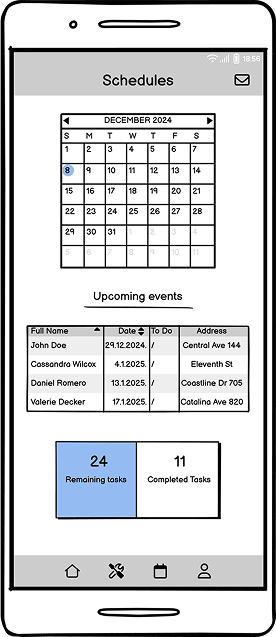 18:56
Schedules
DECEMBER 2024
S M T W T F S
1 2 3 4 5 6 7
8 9 10 11 12 13 14
15 16 17 18 19 20 21
22 23 24 25 26 27 28
29 30 31 1 2 3 4
5 6 7 8 9 10 11
Upcoming events
Full Name Date To Do Address
John Doe 29.12.2024. / Central Ave 144
Cassandra Wilcox 4.1.2025. / Eleventh St
Daniel Romero 13.1.2025. / Coastline Dr 705
Valerie Decker 17.1.2025. / Catalina Ave 820
24 11
Remaining tasks Completed Tasks